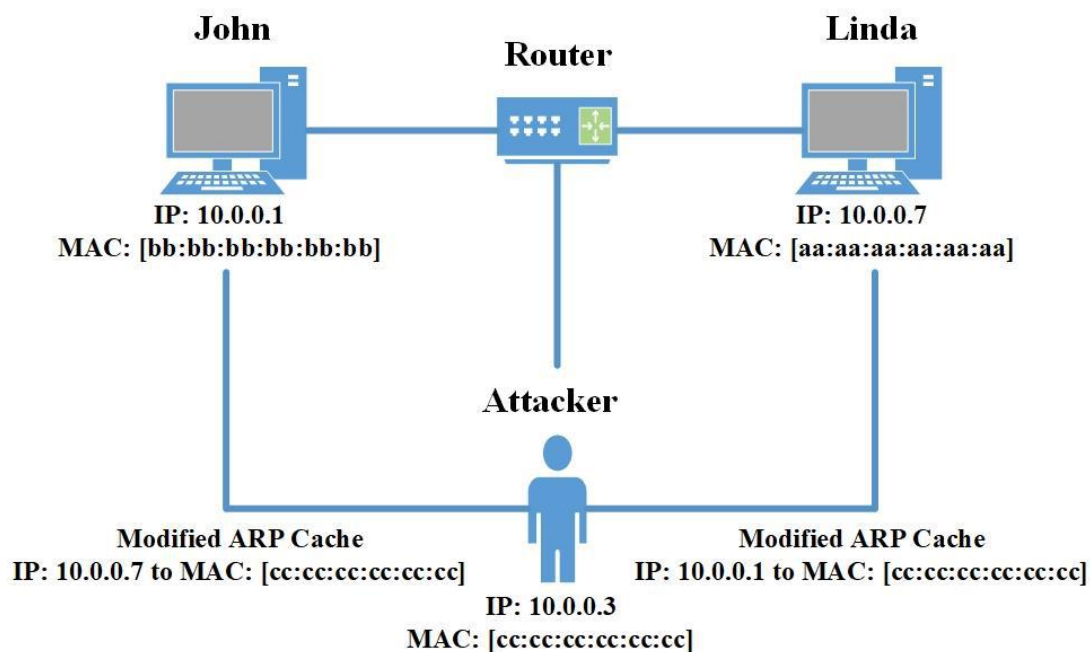 John
Router
Linda
IP: 10.0.0.1
MAC: [bb:bb:bb:bb:bb:bb]
IP: 10.0.0.7
MAC: [aa:aa:aa:aa:aa:aa]
Attacker
Modified ARP Cache
IP: 10.0.0.7 to MAC: [cc:cc:cc:cc:cc:cc]
Modified ARP Cache
IP: 10.0.0.1 to MAC: [cc:cc:cc:cc:cc:cc]
IP: 10.0.0.3
MAC: [cc:cc:cc:cc:cc:cc]